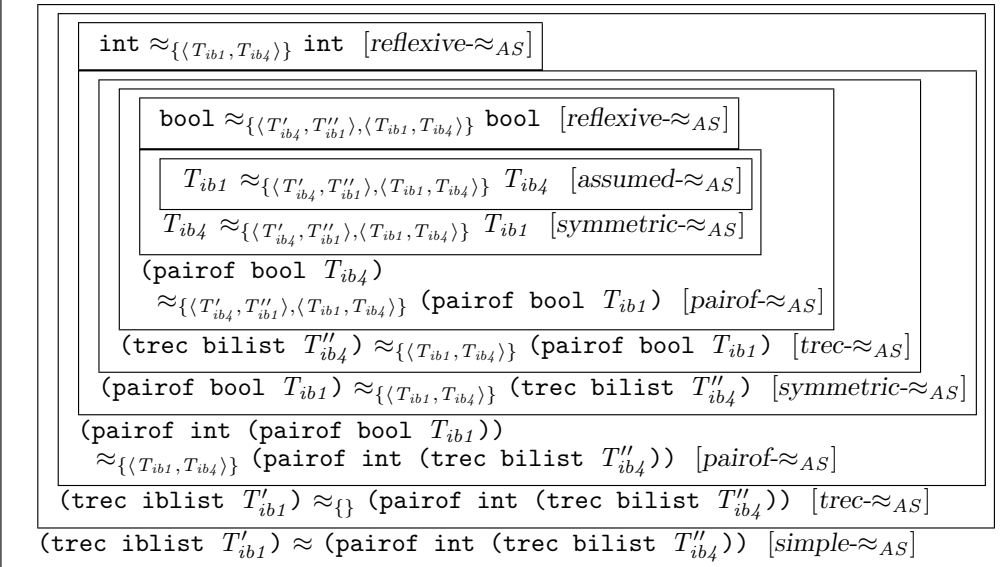 int ≈{⟨T_ib1,T_ib4⟩} int [reflexive-≈AS]
bool ≈{⟨T′_ib4,T″_ib1⟩,⟨T_ib1,T_ib4⟩} bool [reflexive-≈AS]
T_ib1 ≈{⟨T′_ib4,T″_ib1⟩,⟨T_ib1,T_ib4⟩} T_ib4 [assumed-≈AS]
T_ib4 ≈{⟨T′_ib4,T″_ib1⟩,⟨T_ib1,T_ib4⟩} T_ib1 [symmetric-≈AS]
(pairof bool T_ib4)
≈{⟨T′_ib4,T″_ib1⟩,⟨T_ib1,T_ib4⟩} (pairof bool T_ib1) [pairof-≈AS]
(trec bilist T″_ib4) ≈{⟨T_ib1,T_ib4⟩} (pairof bool T_ib1) [trec-≈AS]
(pairof bool T_ib1) ≈{⟨T_ib1,T_ib4⟩} (trec bilist T″_ib4) [symmetric-≈AS]
(pairof int (pairof bool T_ib1))
≈{⟨T_ib1,T_ib4⟩} (pairof int (trec bilist T″_ib4)) [pairof-≈AS]
(trec iblist T′_ib1) ≈{} (pairof int (trec bilist T″_ib4)) [trec-≈AS]
(trec iblist T′_ib1) ≈ (pairof int (trec bilist T″_ib4)) [simple-≈AS]